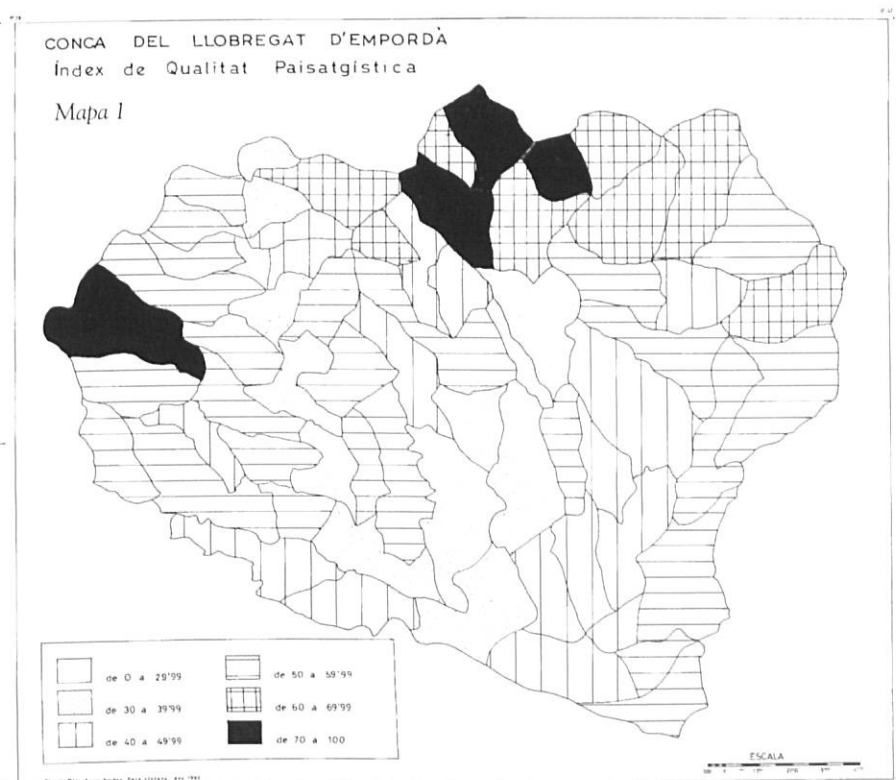 CONCA DEL LLOBREGAT D'EMPORDÀ
Índex de Qualitat Paisatgística
Mapa 1
de 0 a 29'99
de 30 a 39'99
de 40 a 49'99
de 50 a 59'99
de 60 a 69'99
de 70 a 100
ESCALA